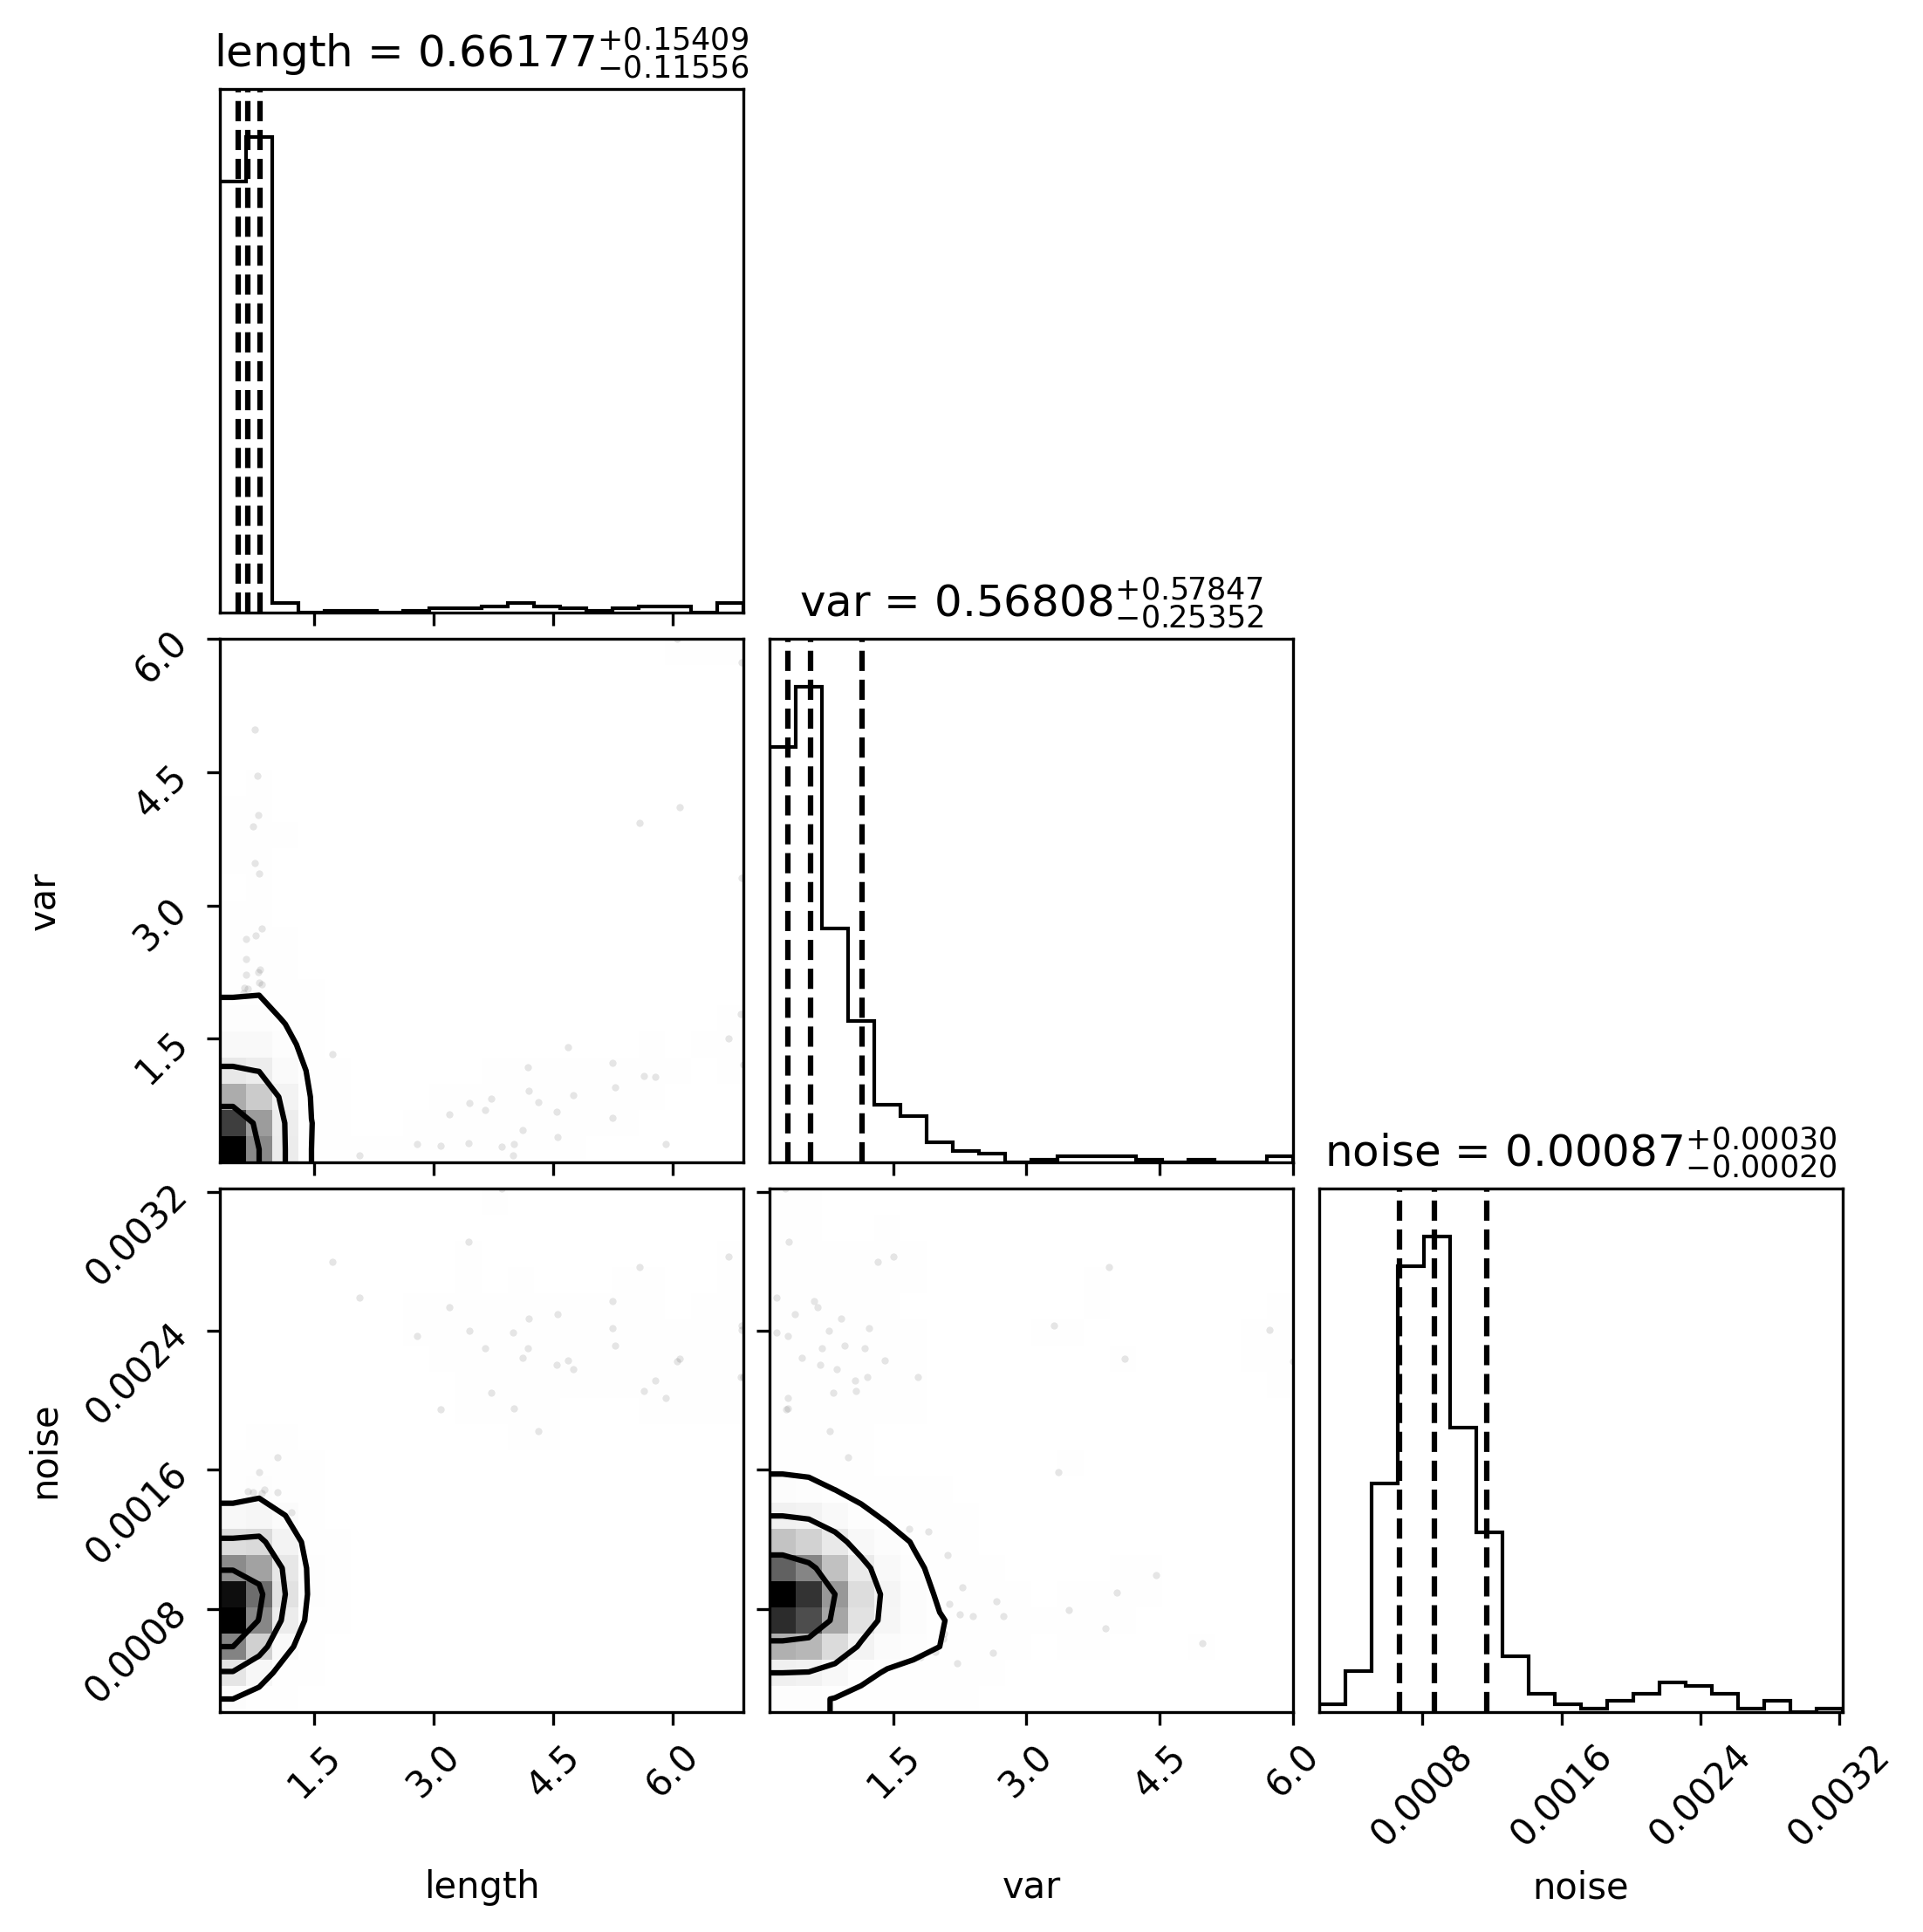 length = 0.66177+0.15409−0.11556
var = 0.56808+0.57847−0.25352
6.0
4.5
3.0
1.5
var
noise = 0.00087+0.00030−0.00020
0.0032
0.0024
0.0016
0.0008
noise
1.5 3.0 4.5 6.0
1.5 3.0 4.5 6.0
0.0008 0.0016 0.0024 0.0032
length
var
noise